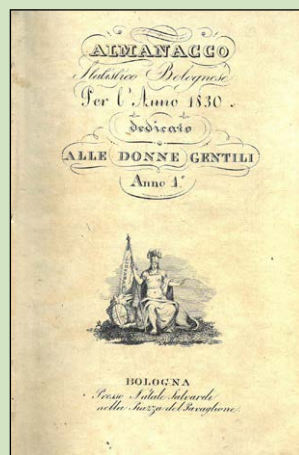 ALMANACCO
Statistico Bolognese
Per l'Anno 1830.
dedicato
ALLE DONNE GENTILI
Anno 1.º
BOLOGNA
Presso Natale Salvardi
nella Piazza del Pavaglione.